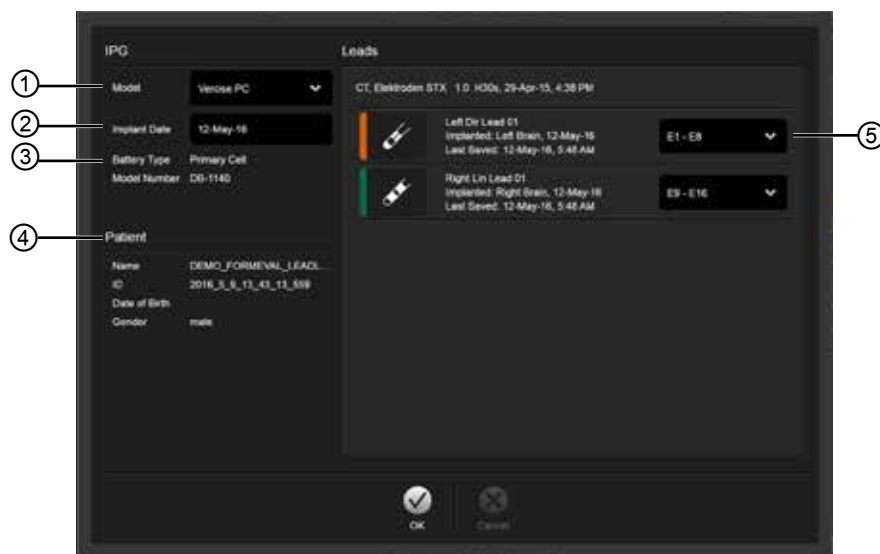 IPG
Leads
① Model Vercise PC
② Implant Date 12-May-16
③ Battery Type Primary Cell
Model Number DB-1140
④ Patient
Name DEMO_FORMEVAL_LEADL...
ID 2016_5_9_13_43_13_559
Date of Birth
Gender male
CT, Elektroden STX 1.0 H30s, 29-Apr-15, 4:38 PM
Left Dir Lead 01
Implanted: Left Brain, 12-May-16
Last Saved: 12-May-16, 5:48 AM
E1 - E8 ⑤
Right Lin Lead 01
Implanted: Right Brain, 12-May-16
Last Saved: 12-May-16, 5:48 AM
E9 - E16
OK
Cancel